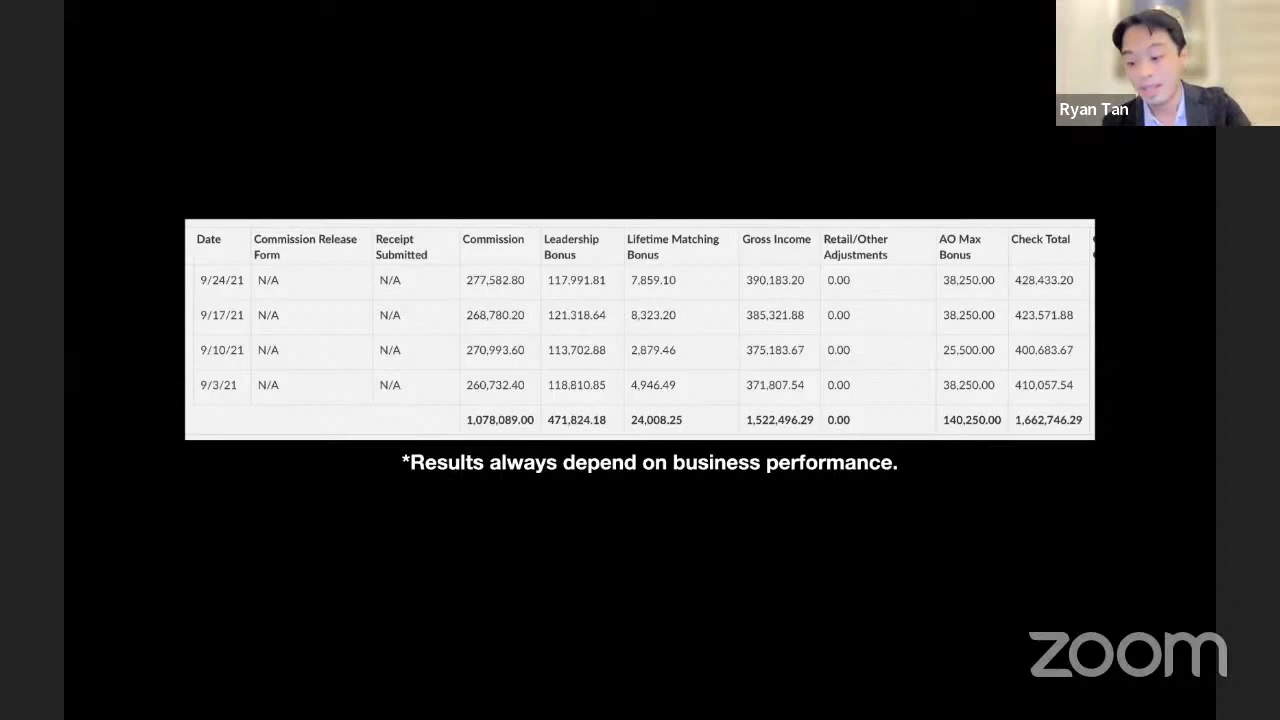 Ryan Tan
Date Commission Release Form Receipt Submitted Commission Leadership Bonus Lifetime Matching Bonus Gross Income Retail/Other Adjustments AO Max Bonus Check Total
9/24/21 N/A N/A 277,582.80 117,991.81 7,859.10 390,183.20 0.00 38,250.00 428,433.20
9/17/21 N/A N/A 268,780.20 121,318.64 8,323.20 385,321.88 0.00 38,250.00 423,571.88
9/10/21 N/A N/A 270,993.60 113,702.88 2,879.46 375,183.67 0.00 25,500.00 400,683.67
9/3/21 N/A N/A 260,732.40 118,810.85 4,946.49 371,807.54 0.00 38,250.00 410,057.54
1,078,089.00 471,824.18 24,008.25 1,522,496.29 0.00 140,250.00 1,662,746.29
*Results always depend on business performance.
zoom